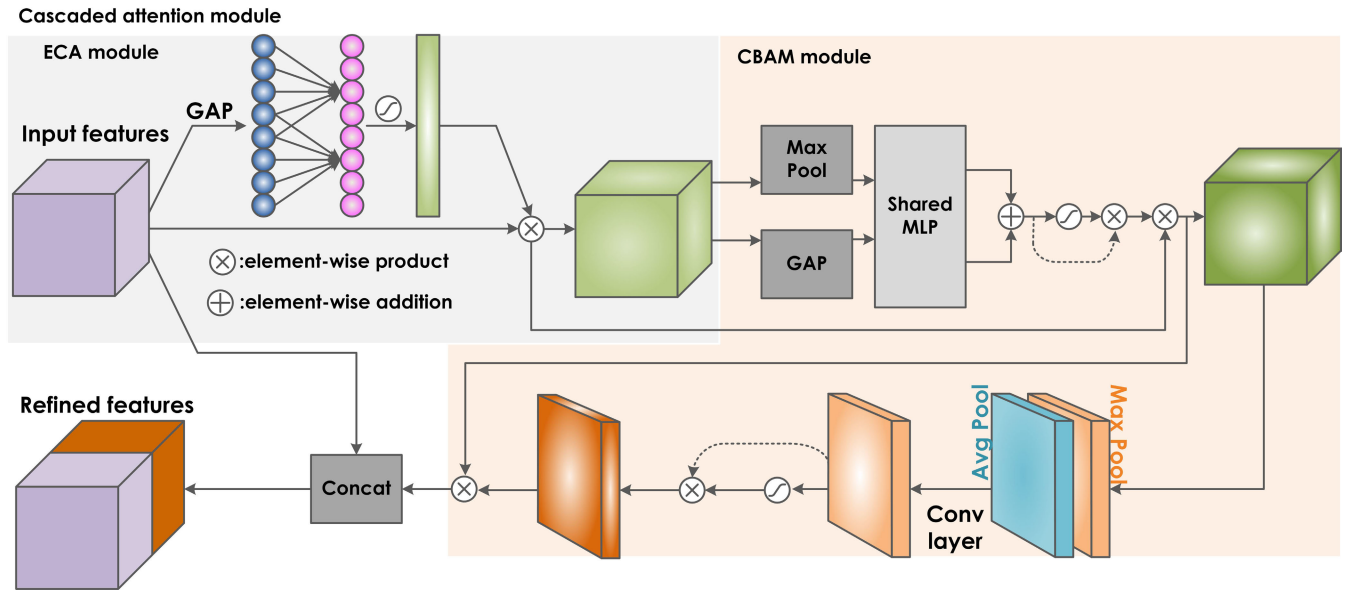 Cascaded attention module
ECA module
CBAM module
GAP
Input features
Max
Pool
Shared
MLP
GAP
:element-wise product
:element-wise addition
Refined features
Concat
Avg Pool
Max Pool
Conv
layer